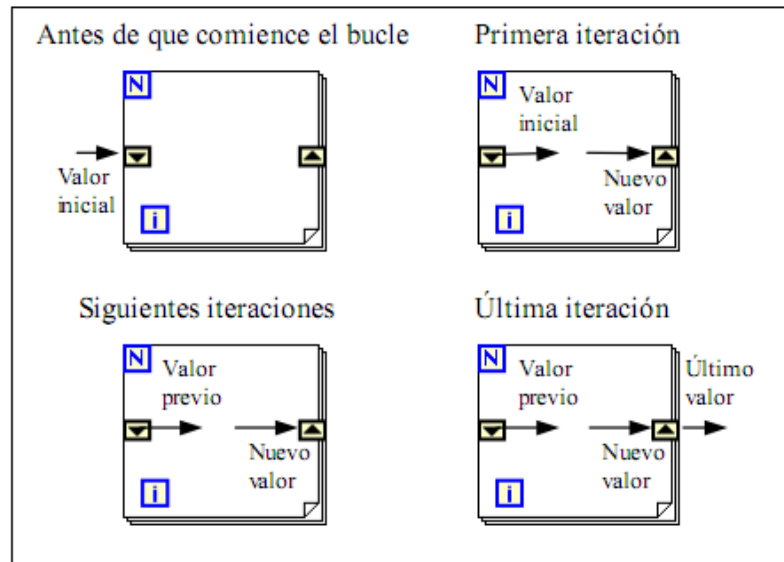 Antes de que comience el bucle
N
Valor
inicial
i
Primera iteración
N
Valor
inicial
Nuevo
valor
i
Siguientes iteraciones
N
Valor
previo
Nuevo
valor
i
Última iteración
N
Valor
previo
Último
valor
Nuevo
valor
i